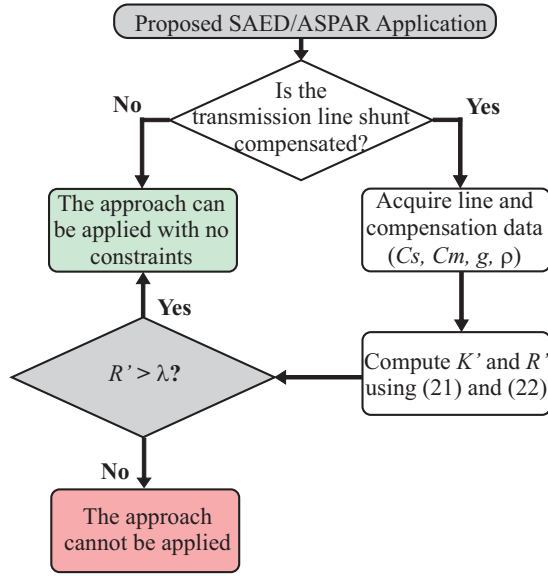 Proposed SAED/ASPAR Application
Is the
transmission line shunt
compensated?
No
Yes
The approach can
be applied with no
constraints
Acquire line and
compensation data
(Cs, Cm, g, ρ)
Yes
R’ > λ?
Compute K’ and R’
using (21) and (22)
No
The approach
cannot be applied